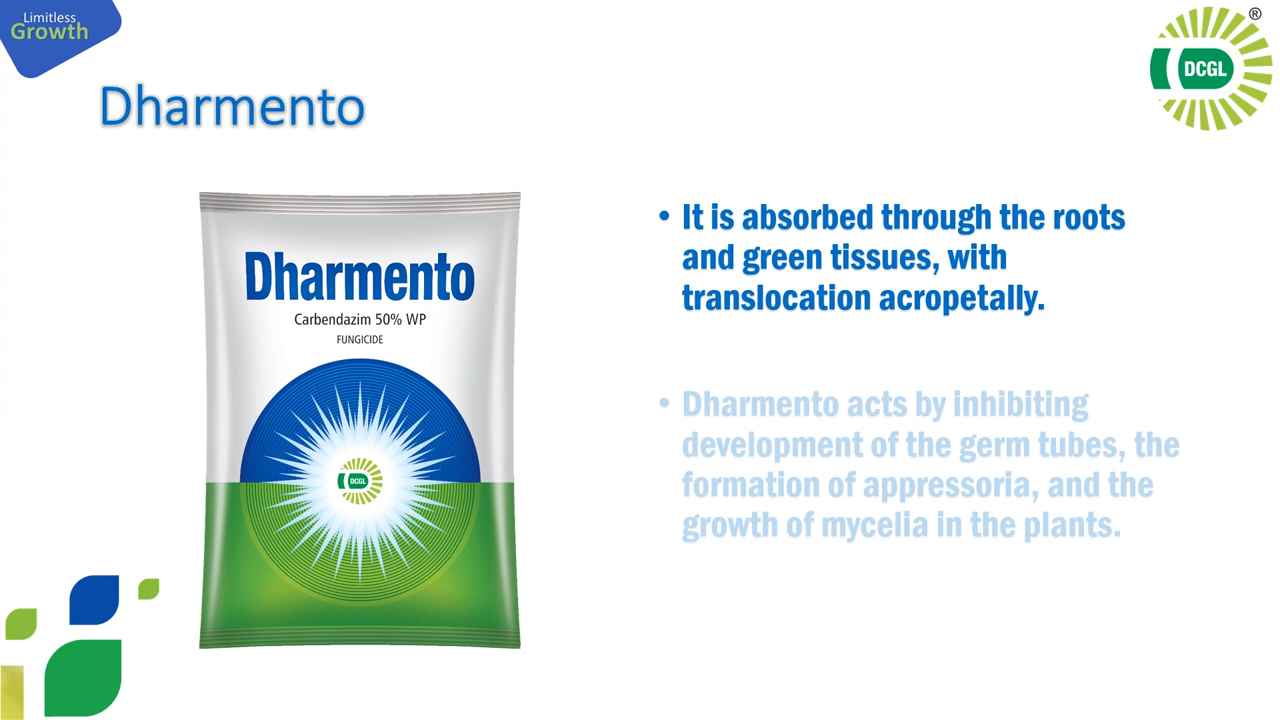 Limitless
Growth
®
DCGL
Dharmento
Dharmento
Carbendazim 50% WP
FUNGICIDE
DCGL
• It is absorbed through the roots
and green tissues, with
translocation acropetally.
• Dharmento acts by inhibiting
development of the germ tubes, the
formation of appressoria, and the
growth of mycelia in the plants.